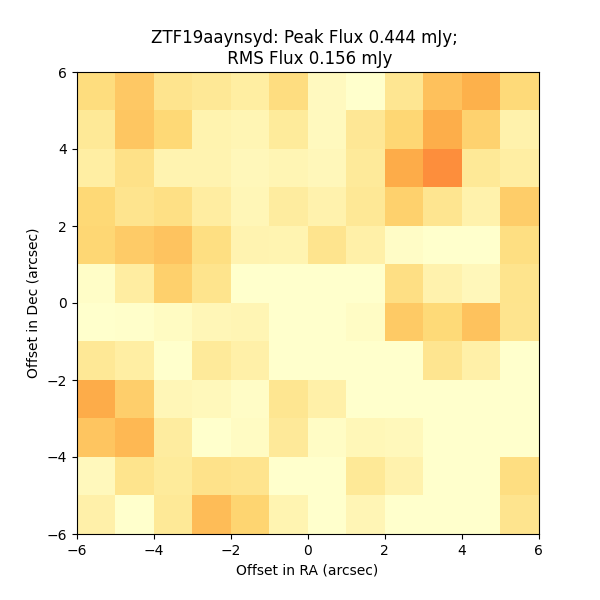 ZTF19aaynsyd: Peak Flux 0.444 mJy;
RMS Flux 0.156 mJy
6
4
2
0
−2
−4
−6
Offset in Dec (arcsec)
−6 −4 −2 0 2 4 6
Offset in RA (arcsec)